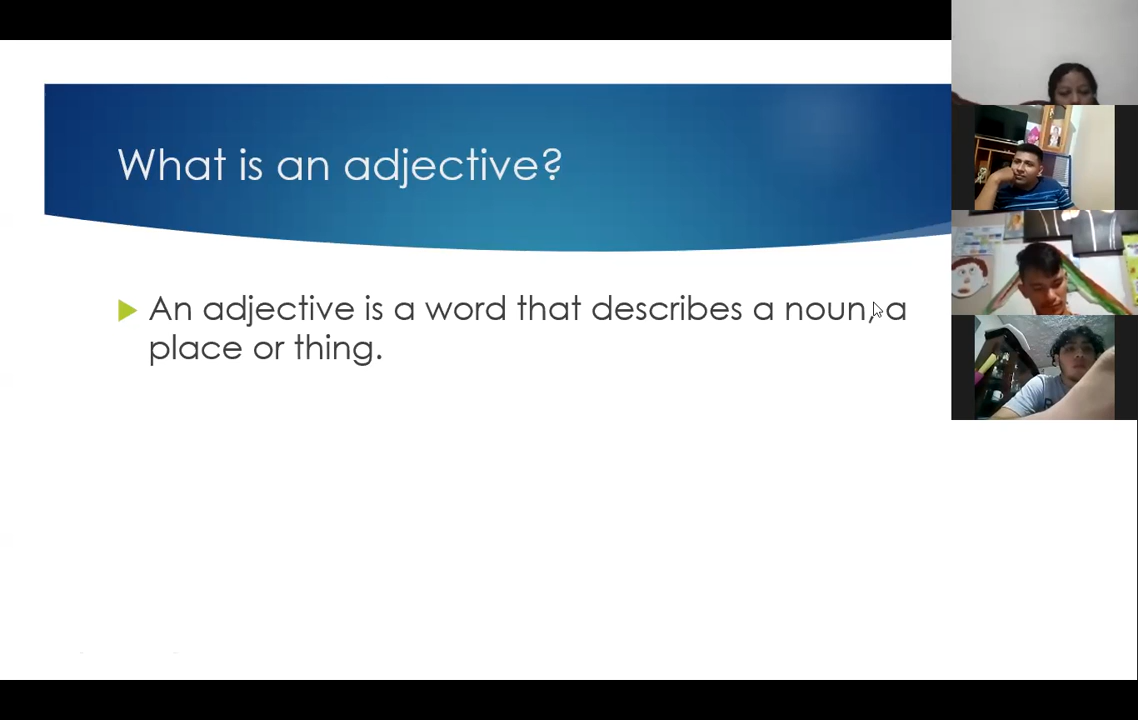 What is an adjective?
An adjective is a word that describes a noun, a
place or thing.